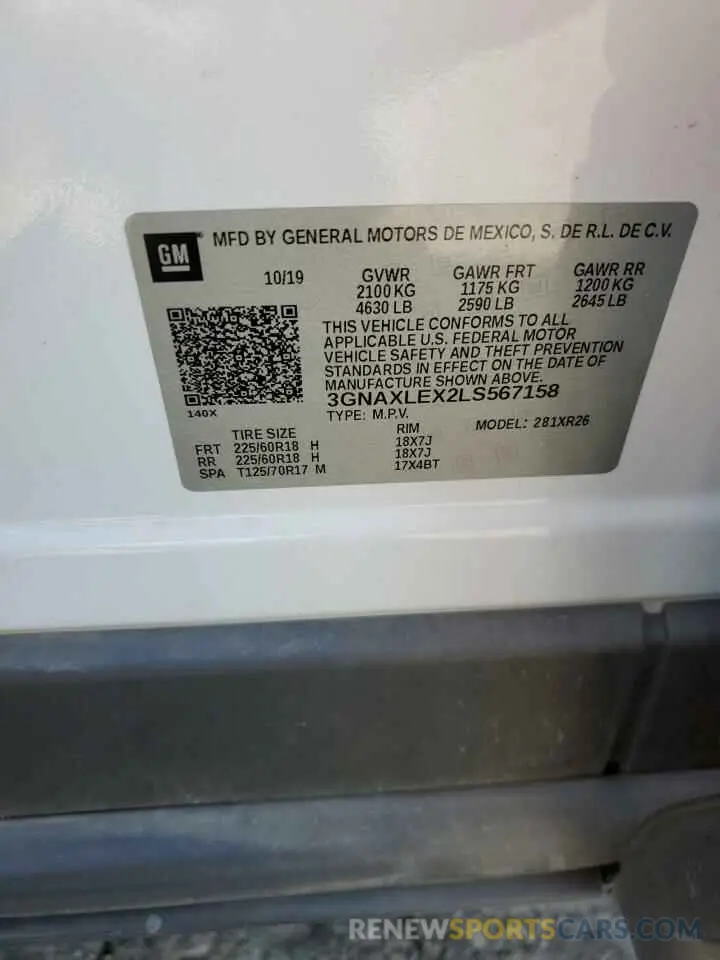 GM
MFD BY GENERAL MOTORS DE MEXICO, S. DE R.L. DE C.V.
10/19 GVWR GAWR FRT GAWR RR
2100 KG 1175 KG 1200 KG
4630 LB 2590 LB 2645 LB
THIS VEHICLE CONFORMS TO ALL
APPLICABLE U.S. FEDERAL MOTOR
VEHICLE SAFETY AND THEFT PREVENTION
STANDARDS IN EFFECT ON THE DATE OF
MANUFACTURE SHOWN ABOVE.
3GNAXLEX2LS567158
140X
TYPE: M.P.V. MODEL: 281XR26
TIRE SIZE RIM
FRT 225/60R18 H 18X7J
RR 225/60R18 H 18X7J
SPA T125/70R17 M 17X4BT
RENEWSPORTSCARS.COM